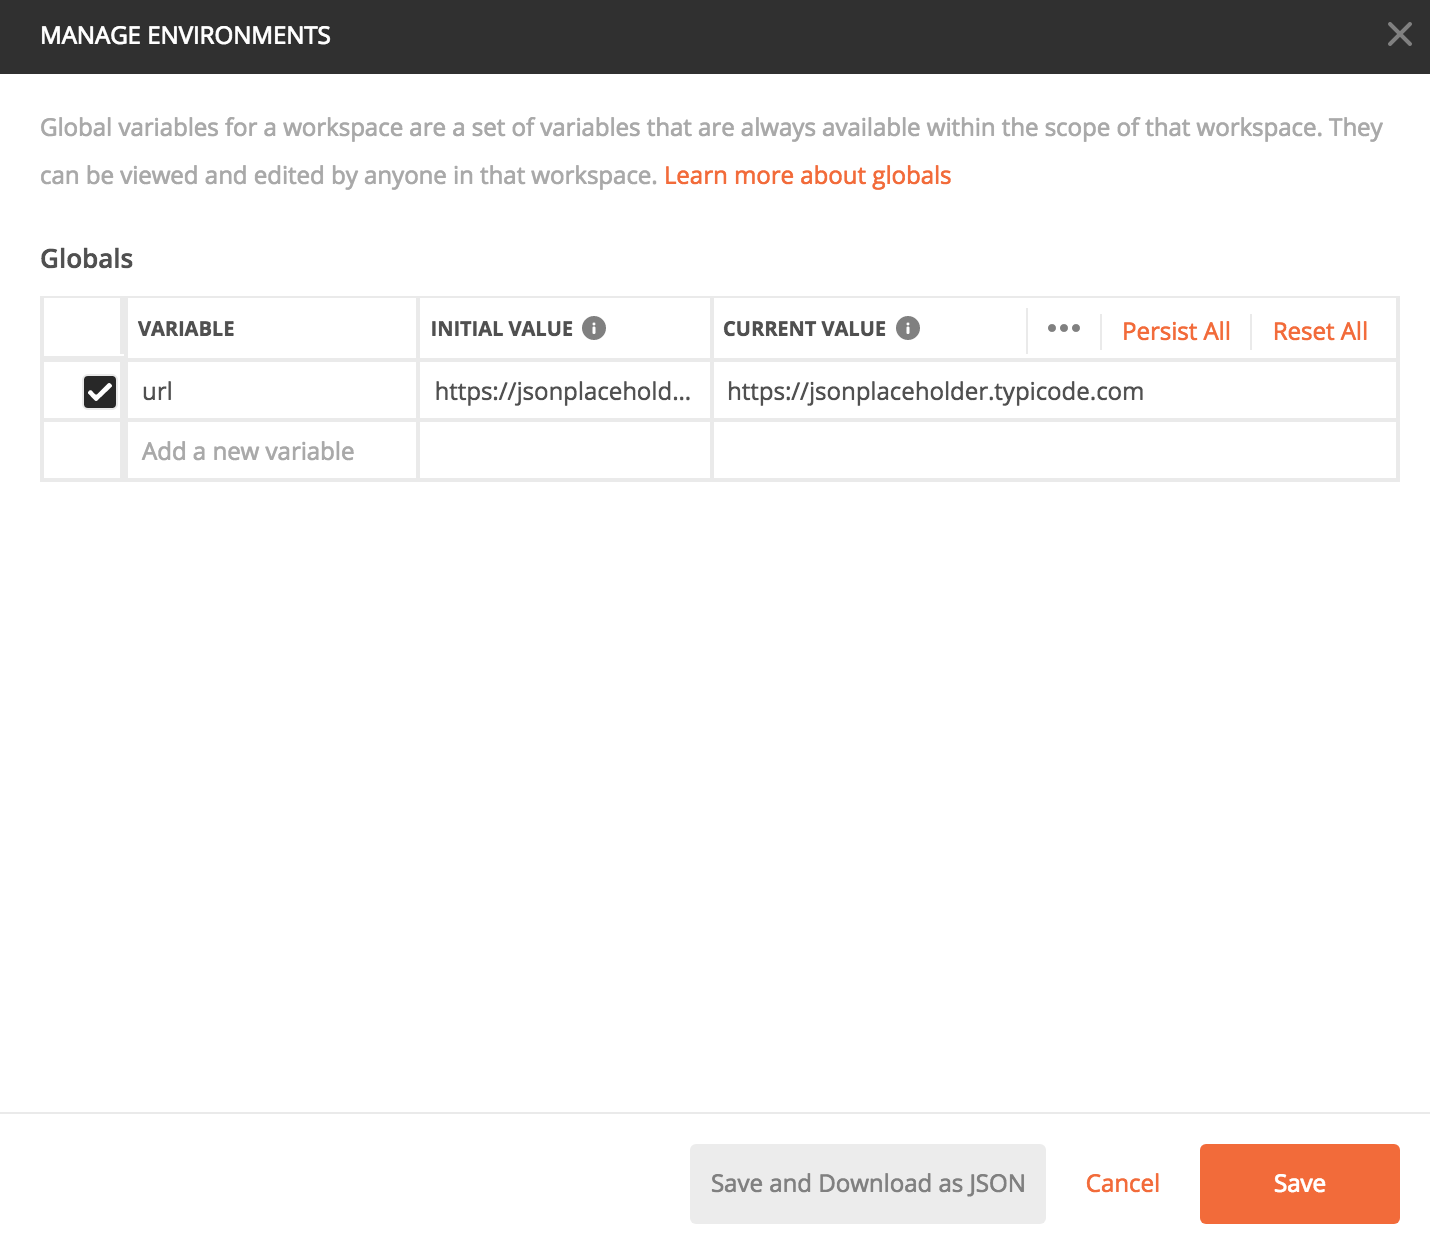 MANAGE ENVIRONMENTS
Global variables for a workspace are a set of variables that are always available within the scope of that workspace. They
can be viewed and edited by anyone in that workspace. Learn more about globals
Globals
VARIABLE INITIAL VALUE CURRENT VALUE Persist All Reset All
url https://jsonplacehold... https://jsonplaceholder.typicode.com
Add a new variable
Save and Download as JSON Cancel Save